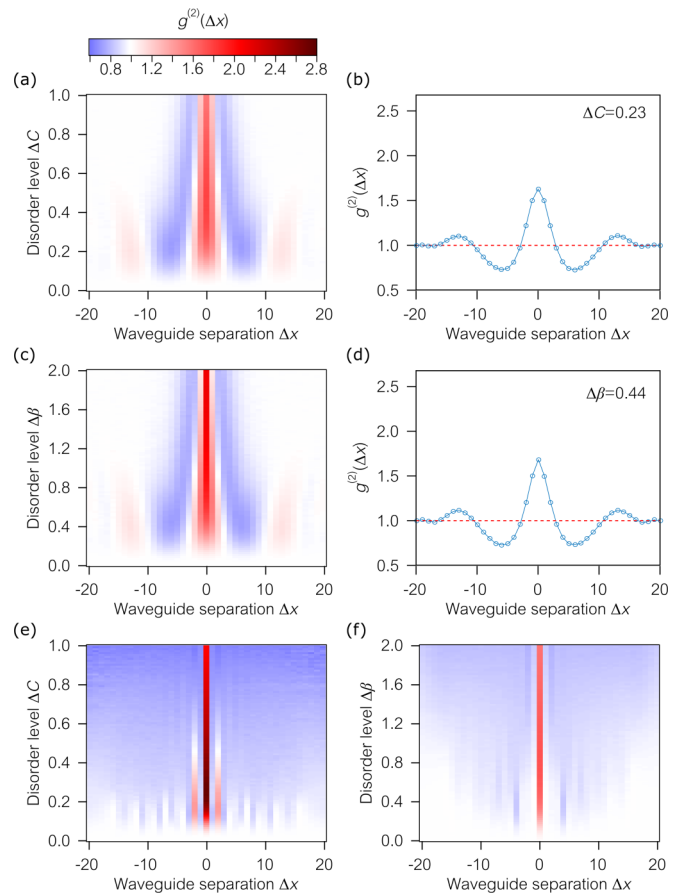 g(2)(Δx)
0.8 1.2 1.6 2.0 2.4 2.8
(a) (b)
Disorder level ΔC
1.0
0.8
0.6
0.4
0.2
0.0
-20 -10 0 10 20
Waveguide separation Δx
g(2)(Δx)
2.5
2.0
1.5
1.0
0.5
ΔC=0.23
-20 -10 0 10 20
Waveguide separation Δx
(c) (d)
Disorder level Δβ
2.0
1.6
1.2
0.8
0.4
0.0
-20 -10 0 10 20
Waveguide separation Δx
g(2)(Δx)
2.5
2.0
1.5
1.0
0.5
Δβ=0.44
-20 -10 0 10 20
Waveguide separation Δx
(e) (f)
Disorder level ΔC
1.0
0.8
0.6
0.4
0.2
0.0
-20 -10 0 10 20
Waveguide separation Δx
Disorder level Δβ
2.0
1.6
1.2
0.8
0.4
0.0
-20 -10 0 10 20
Waveguide separation Δx